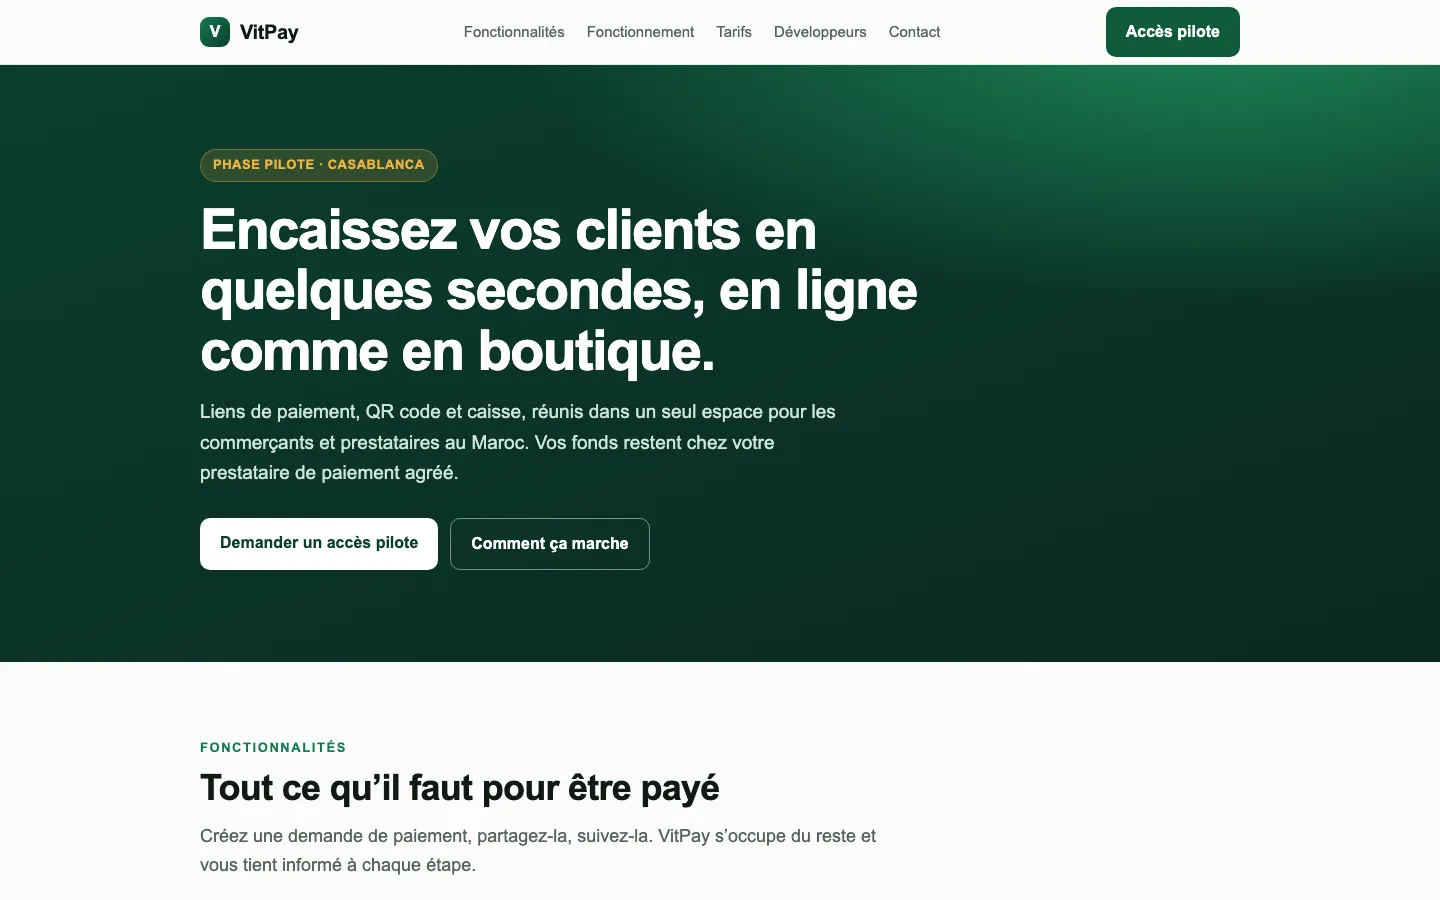 V VitPay
Fonctionnalités Fonctionnement Tarifs Développeurs Contact
Accès pilote
PHASE PILOTE · CASABLANCA
Encaissez vos clients en
quelques secondes, en ligne
comme en boutique.
Liens de paiement, QR code et caisse, réunis dans un seul espace pour les
commerçants et prestataires au Maroc. Vos fonds restent chez votre
prestataire de paiement agréé.
Demander un accès pilote
Comment ça marche
FONCTIONNALITÉS
Tout ce qu’il faut pour être payé
Créez une demande de paiement, partagez-la, suivez-la. VitPay s’occupe du reste et
vous tient informé à chaque étape.